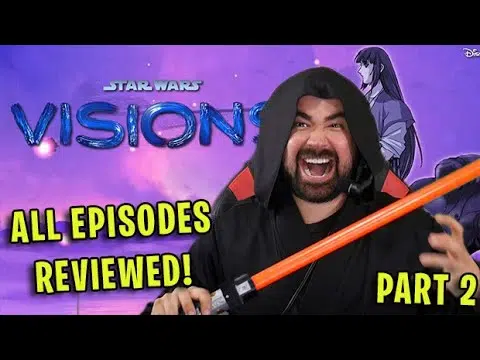 STAR WARS
VISIONS
ALL EPISODES
REVIEWED!
PART 2